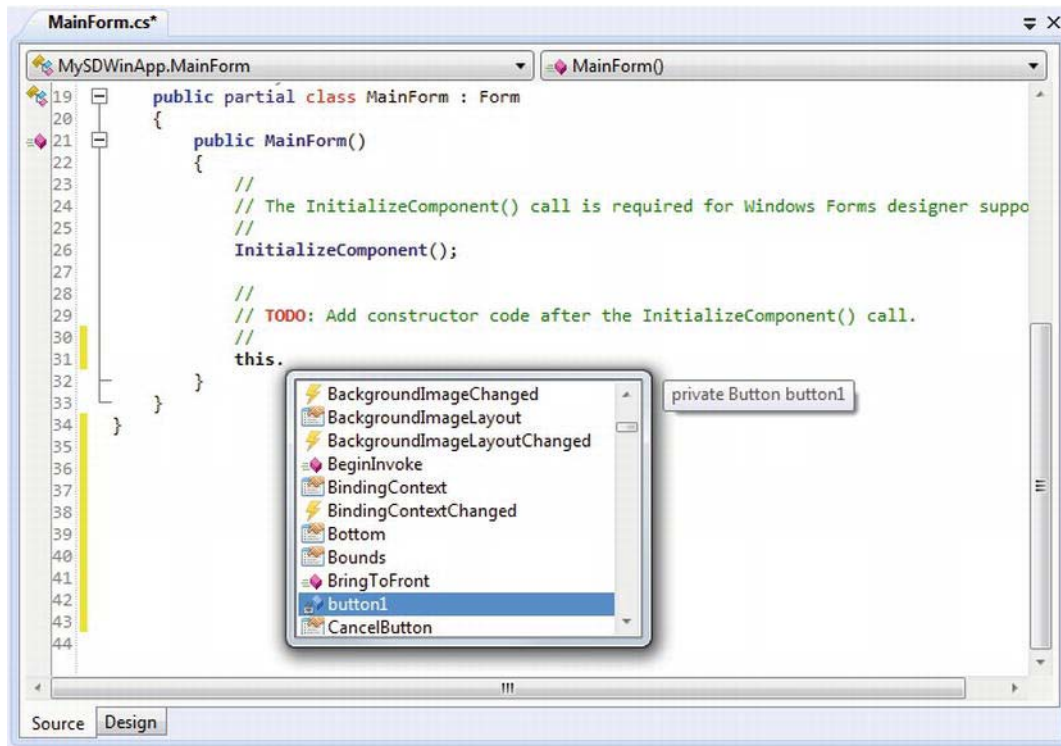 MainForm.cs*
MySDWinApp.MainForm MainForm()
19 public partial class MainForm : Form
20 {
21 public MainForm()
22 {
23 //
24 // The InitializeComponent() call is required for Windows Forms designer suppo
25 //
26 InitializeComponent();
27
28 //
29 // TODO: Add constructor code after the InitializeComponent() call.
30 //
31 this.
32 }
33 }
34 }
35
36
37
38
39
40
41
42
43
44
BackgroundImageChanged
BackgroundImageLayout
BackgroundImageLayoutChanged
BeginInvoke
BindingContext
BindingContextChanged
Bottom
Bounds
BringToFront
button1
CancelButton
private Button button1
Source Design